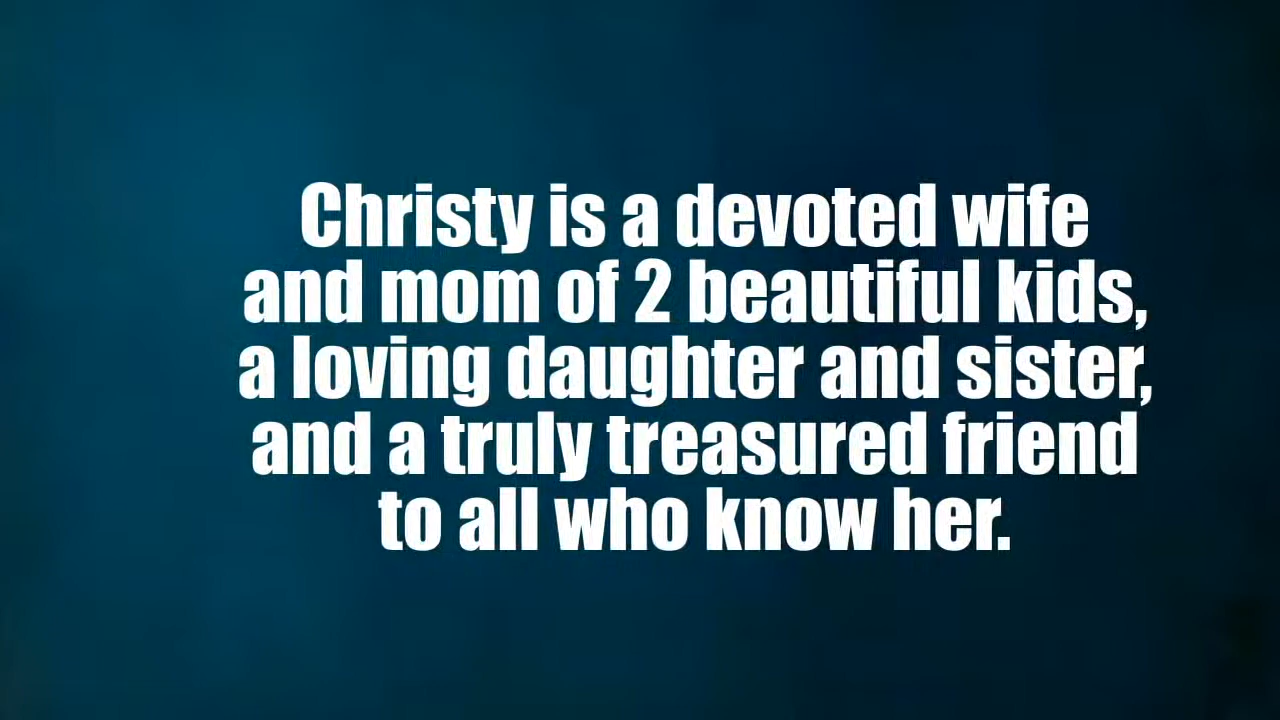 Christy is a devoted wife
and mom of 2 beautiful kids,
a loving daughter and sister,
and a truly treasured friend
to all who know her.